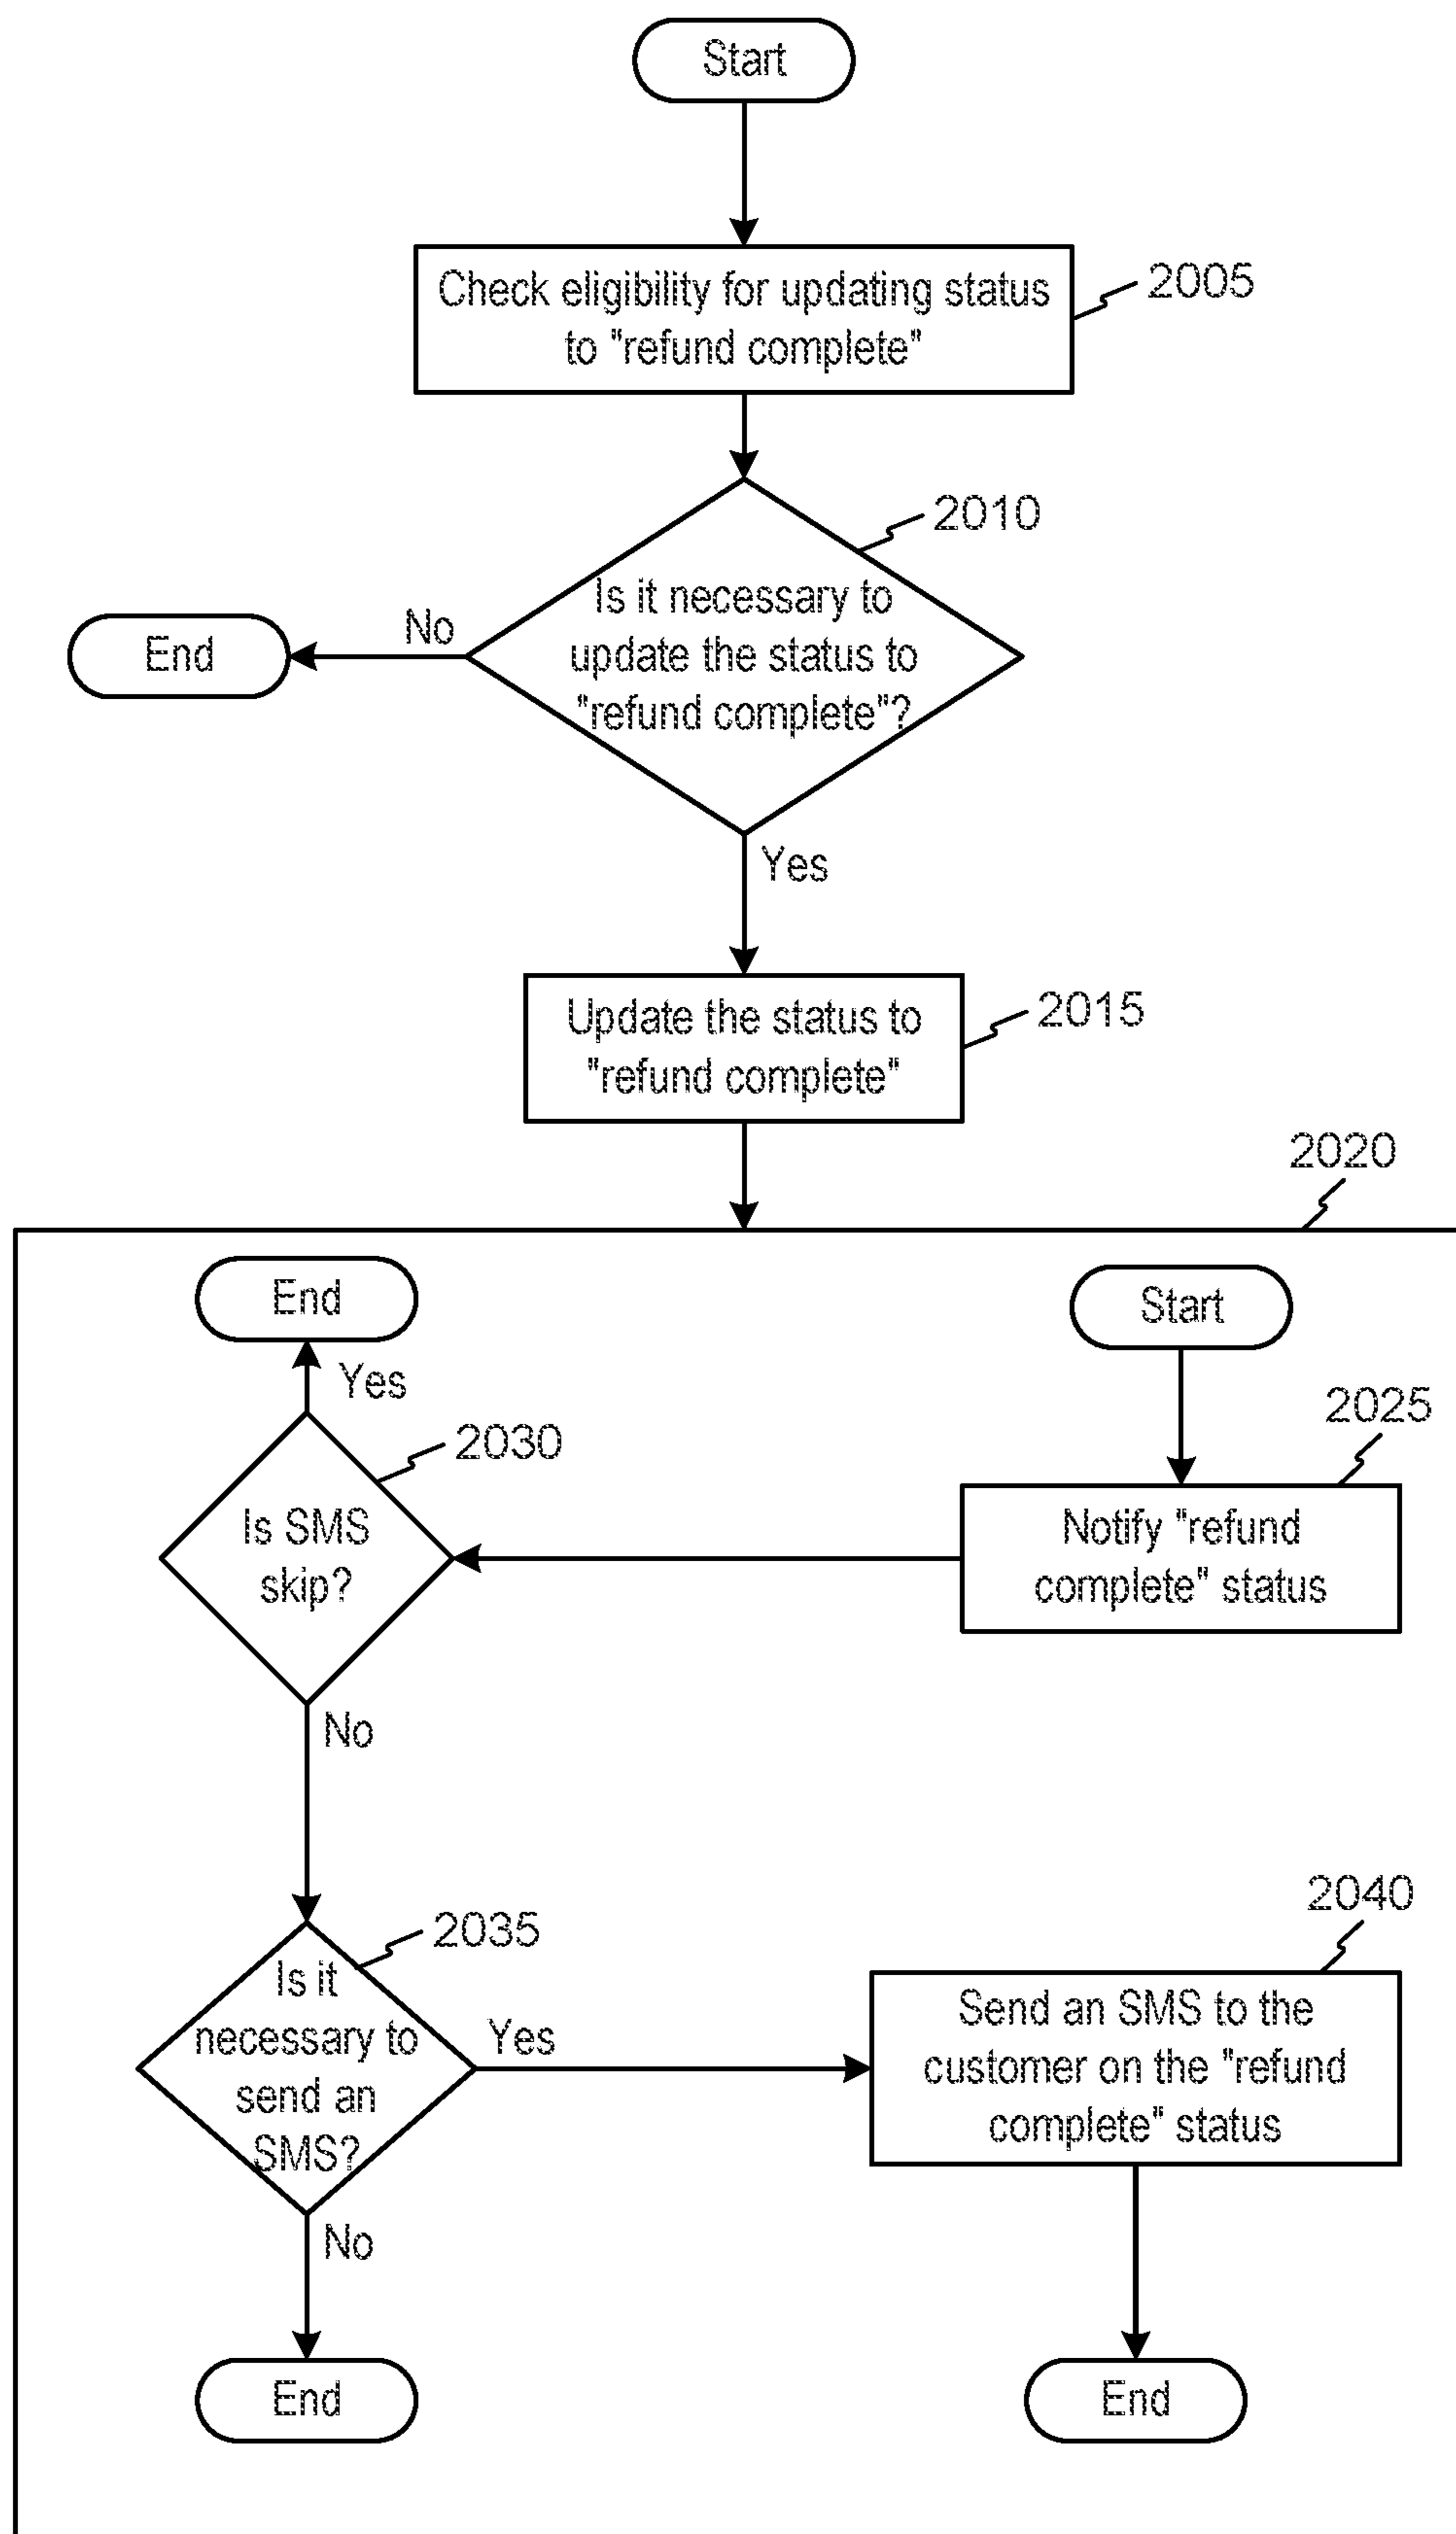 Start
Check eligibility for updating status
to "refund complete"
2005
2010
Is it necessary to
update the status to
"refund complete"?
No
End
Yes
Update the status to
"refund complete"
2015
2020
End
Start
Yes
2025
2030
Is SMS
skip?
Notify "refund
complete" status
No
2035
2040
Is it
necessary to
send an
SMS?
Yes
Send an SMS to the
customer on the "refund
complete" status
No
End
End